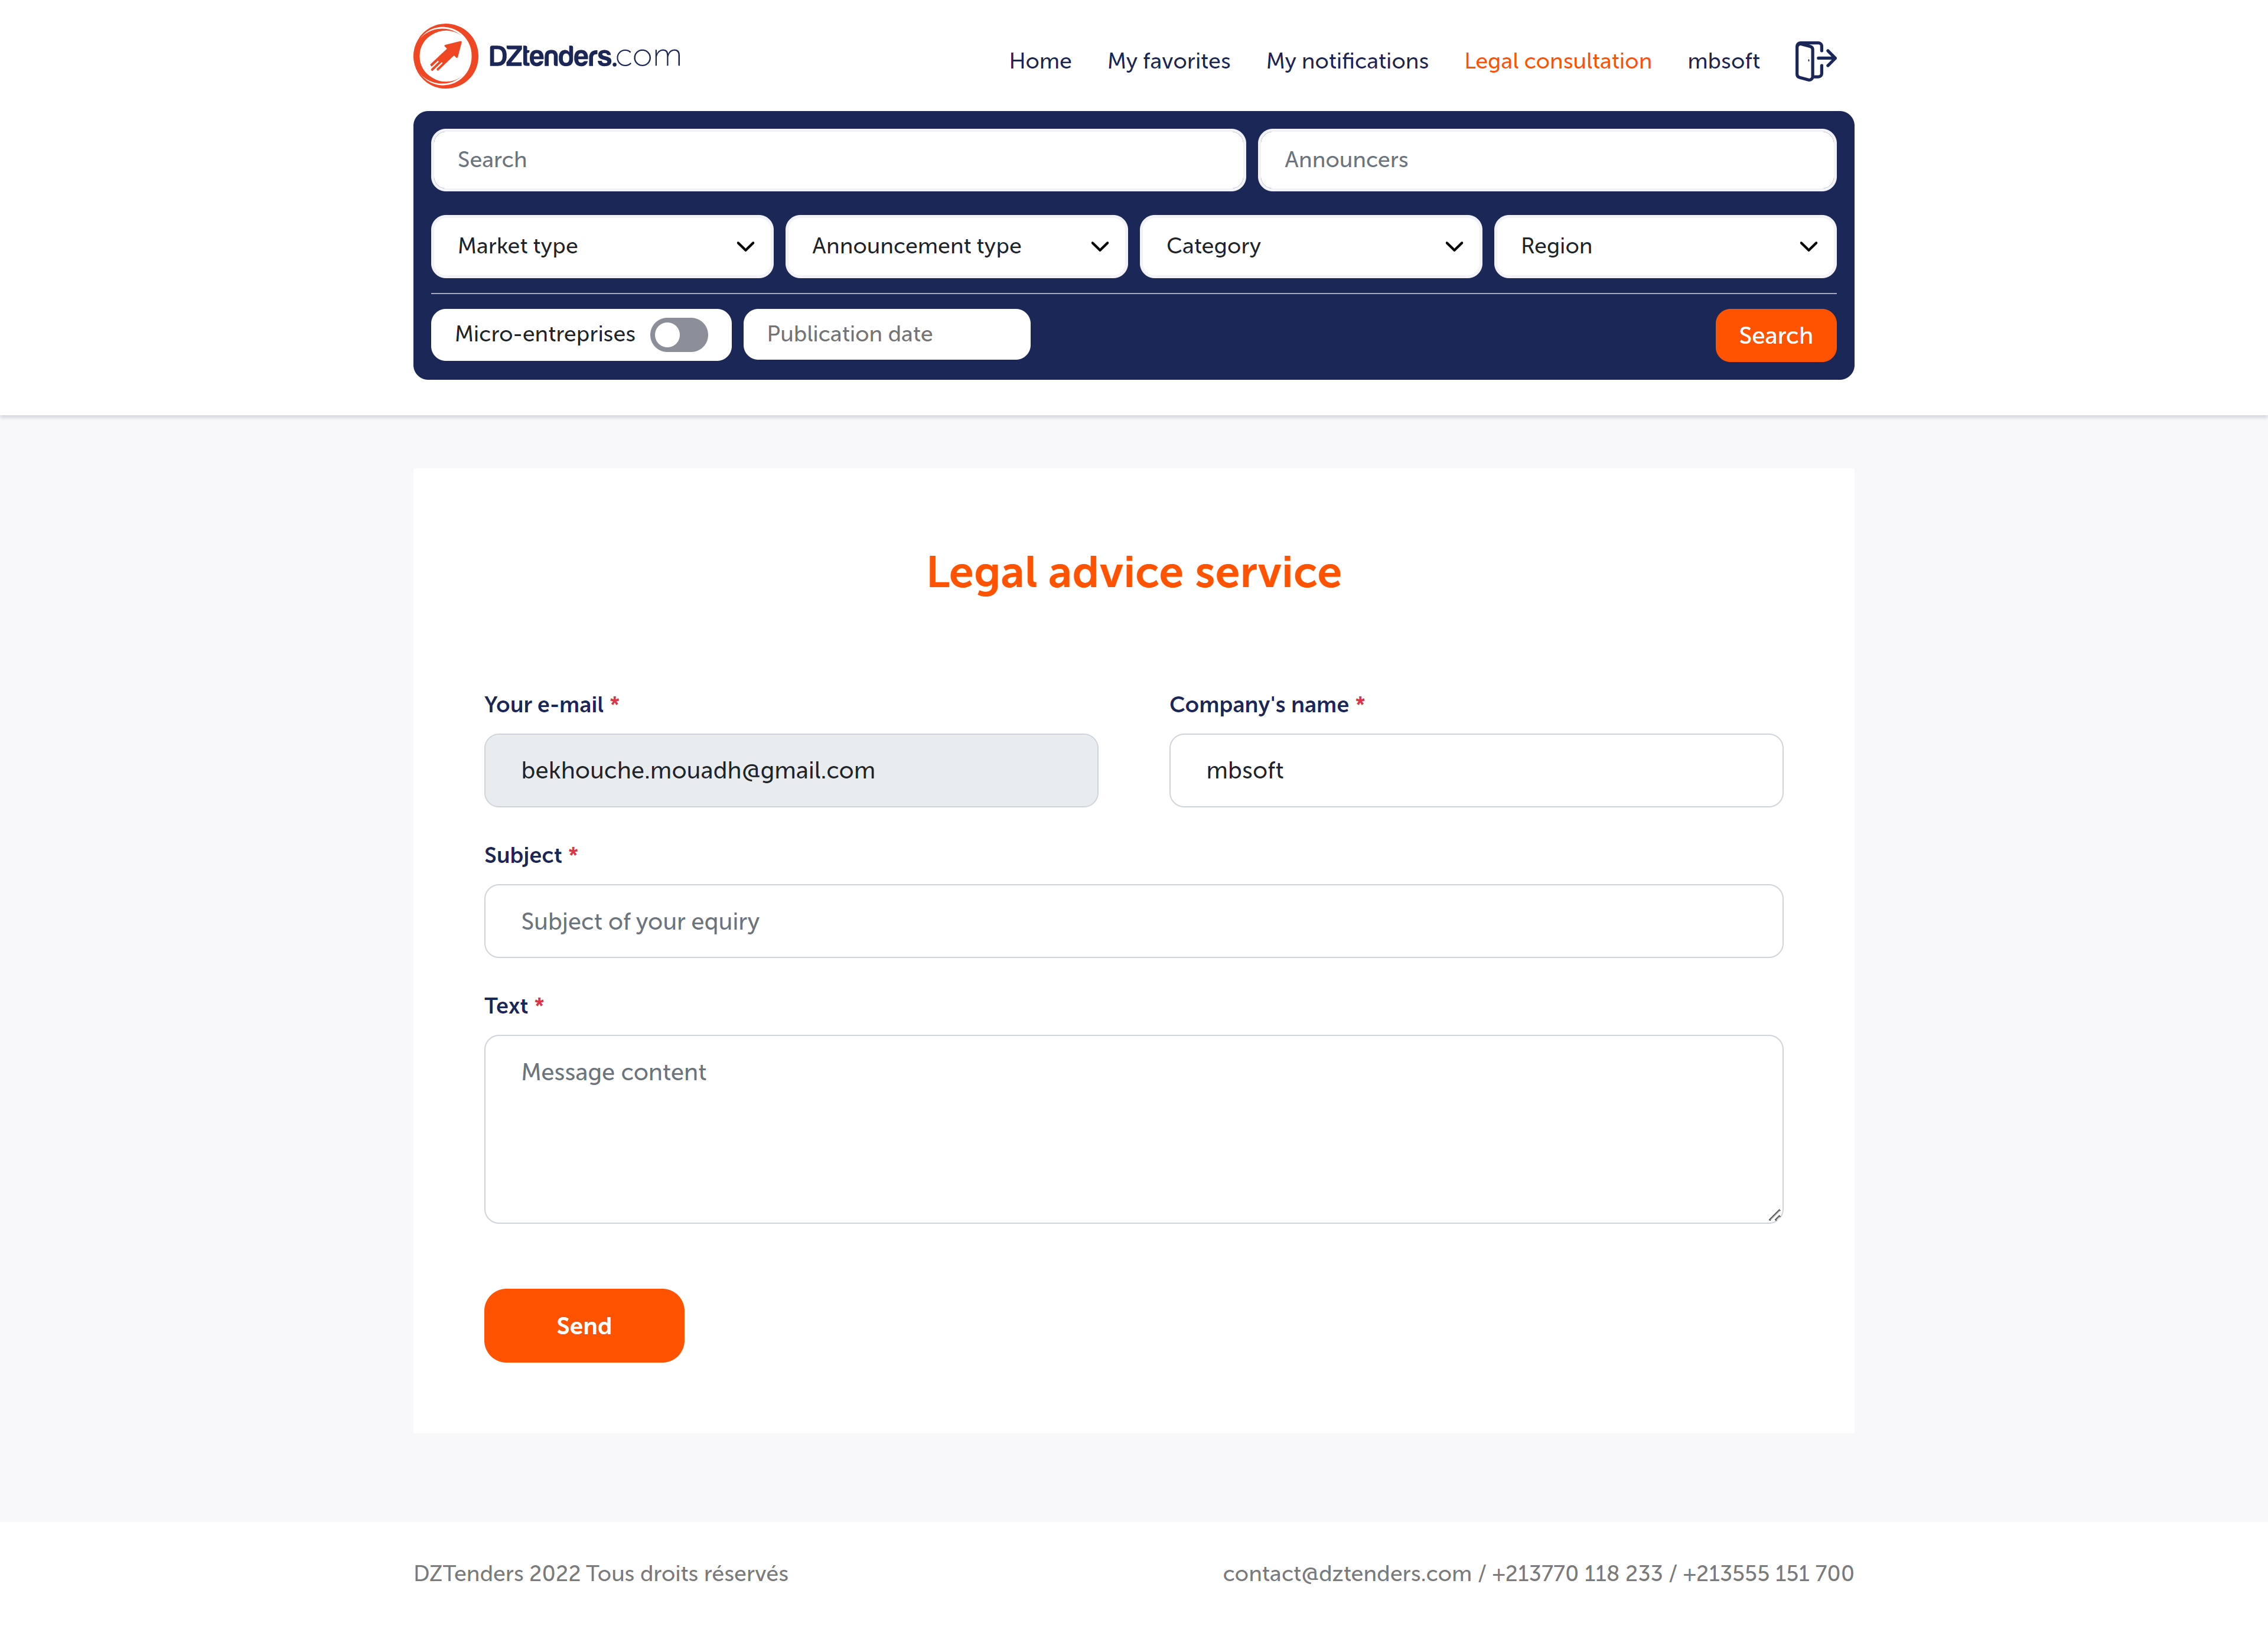 DZtenders.com
Home My favorites My notifications Legal consultation mbsoft
Search Announcers
Market type Announcement type Category Region
Micro-entreprises Publication date Search
Legal advice service
Your e-mail * Company's name *
bekhouche.mouadh@gmail.com mbsoft
Subject *
Subject of your equiry
Text *
Message content
Send
DZTenders 2022 Tous droits réservés contact@dztenders.com / +213770 118 233 / +213555 151 700